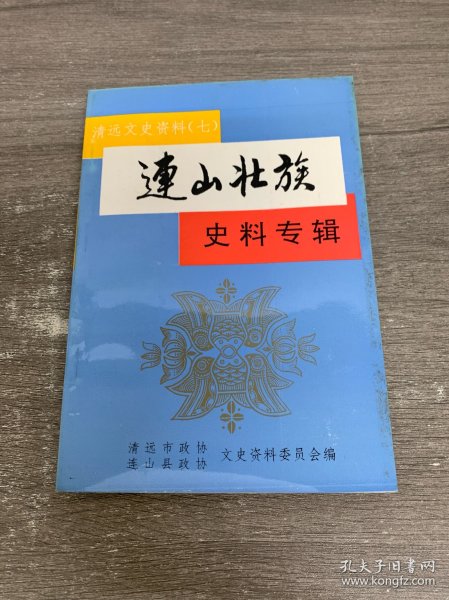 清远文史资料(七)
連山壮族
史料专辑
清远市政协
连山县政协
文史资料委员会编
孔夫子旧书网
www.kongfz.com